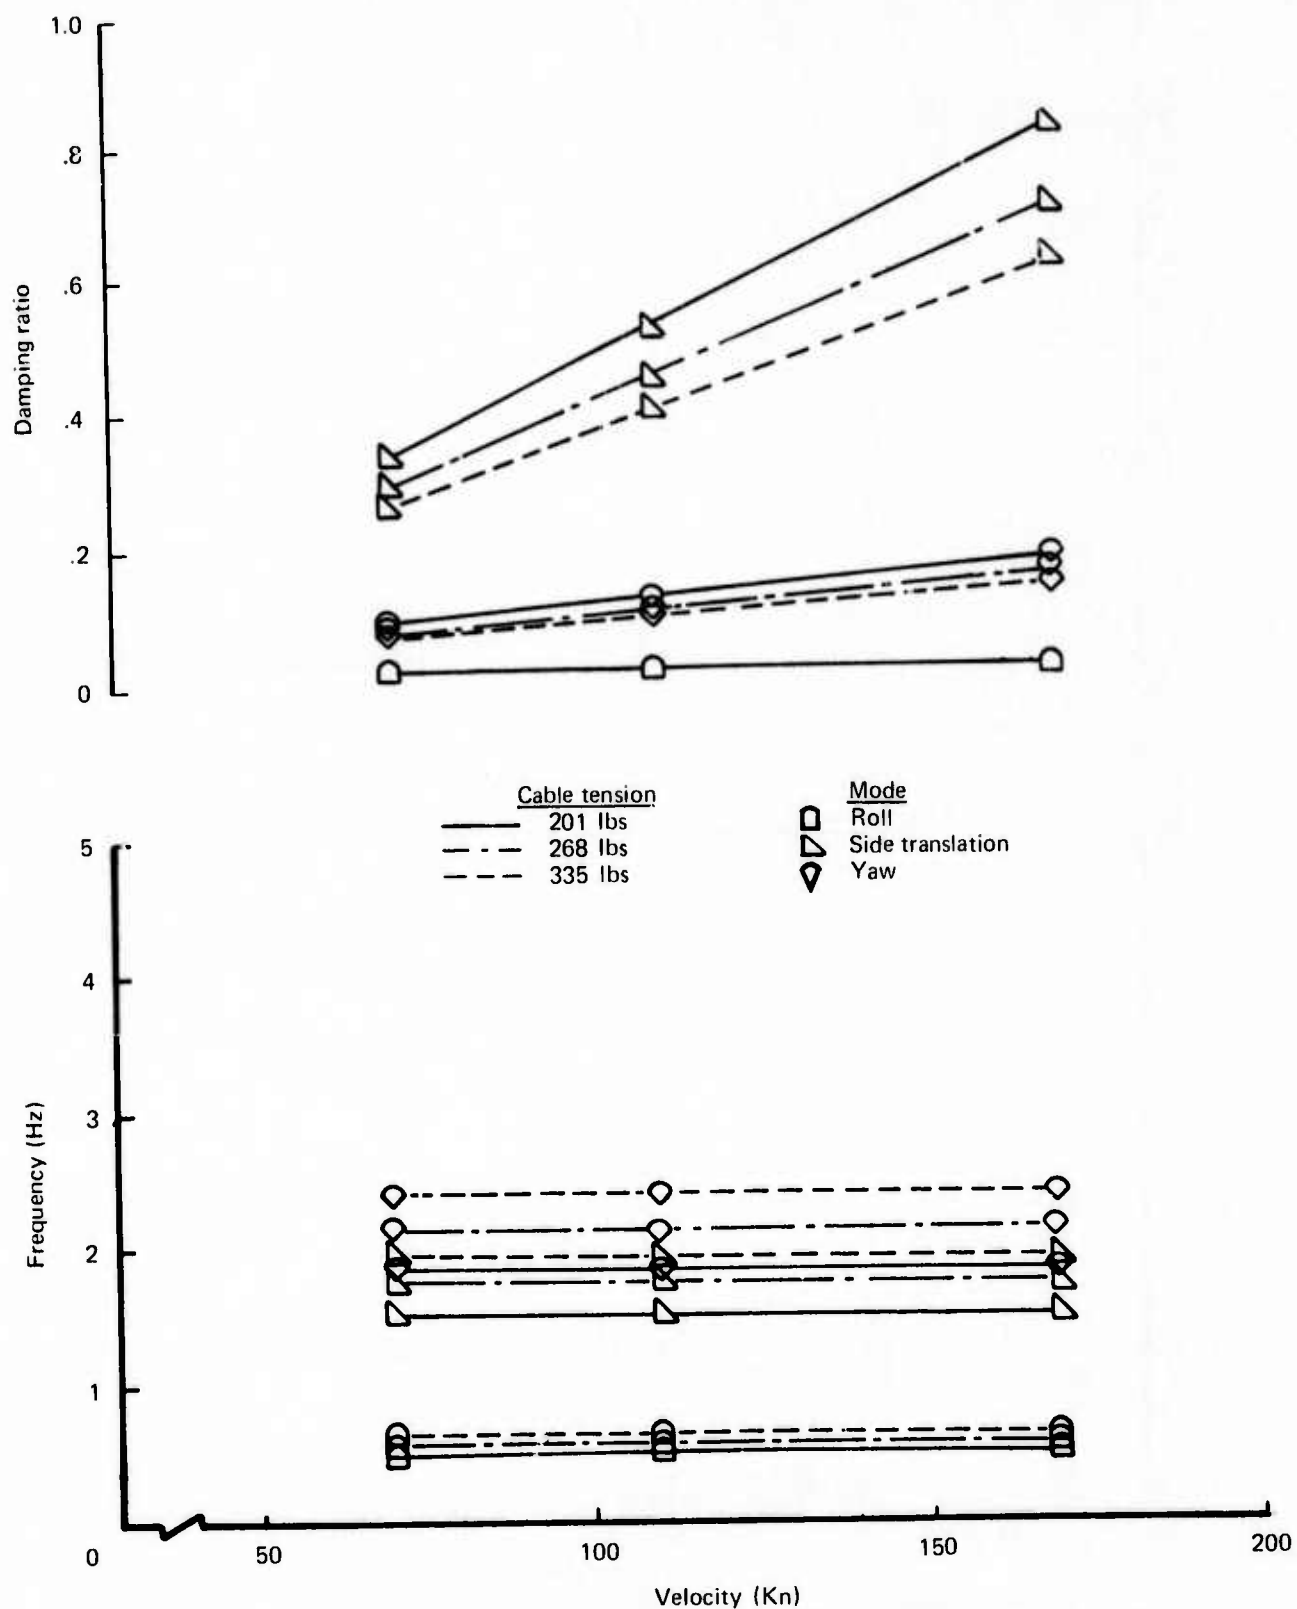 1.0
.8
.6
.4
.2
0
Damping ratio
Cable tension
201 lbs
268 lbs
335 lbs
Mode
Roll
Side translation
Yaw
5
4
3
2
1
Frequency (Hz)
0 50 100 150 200
Velocity (Kn)